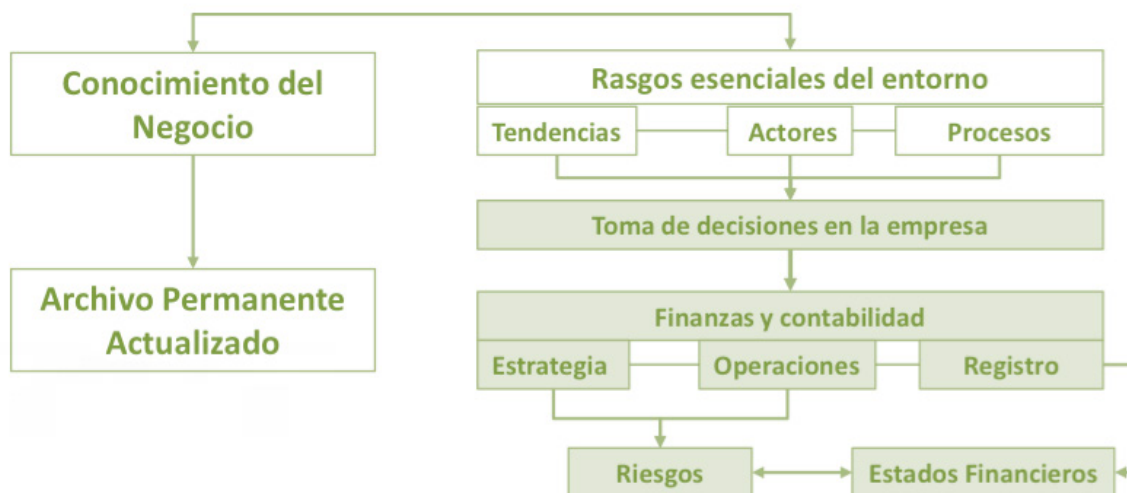 Conocimiento del
Negocio
Archivo Permanente
Actualizado
Rasgos esenciales del entorno
Tendencias
Actores
Procesos
Toma de decisiones en la empresa
Finanzas y contabilidad
Estrategia
Operaciones
Registro
Riesgos
Estados Financieros